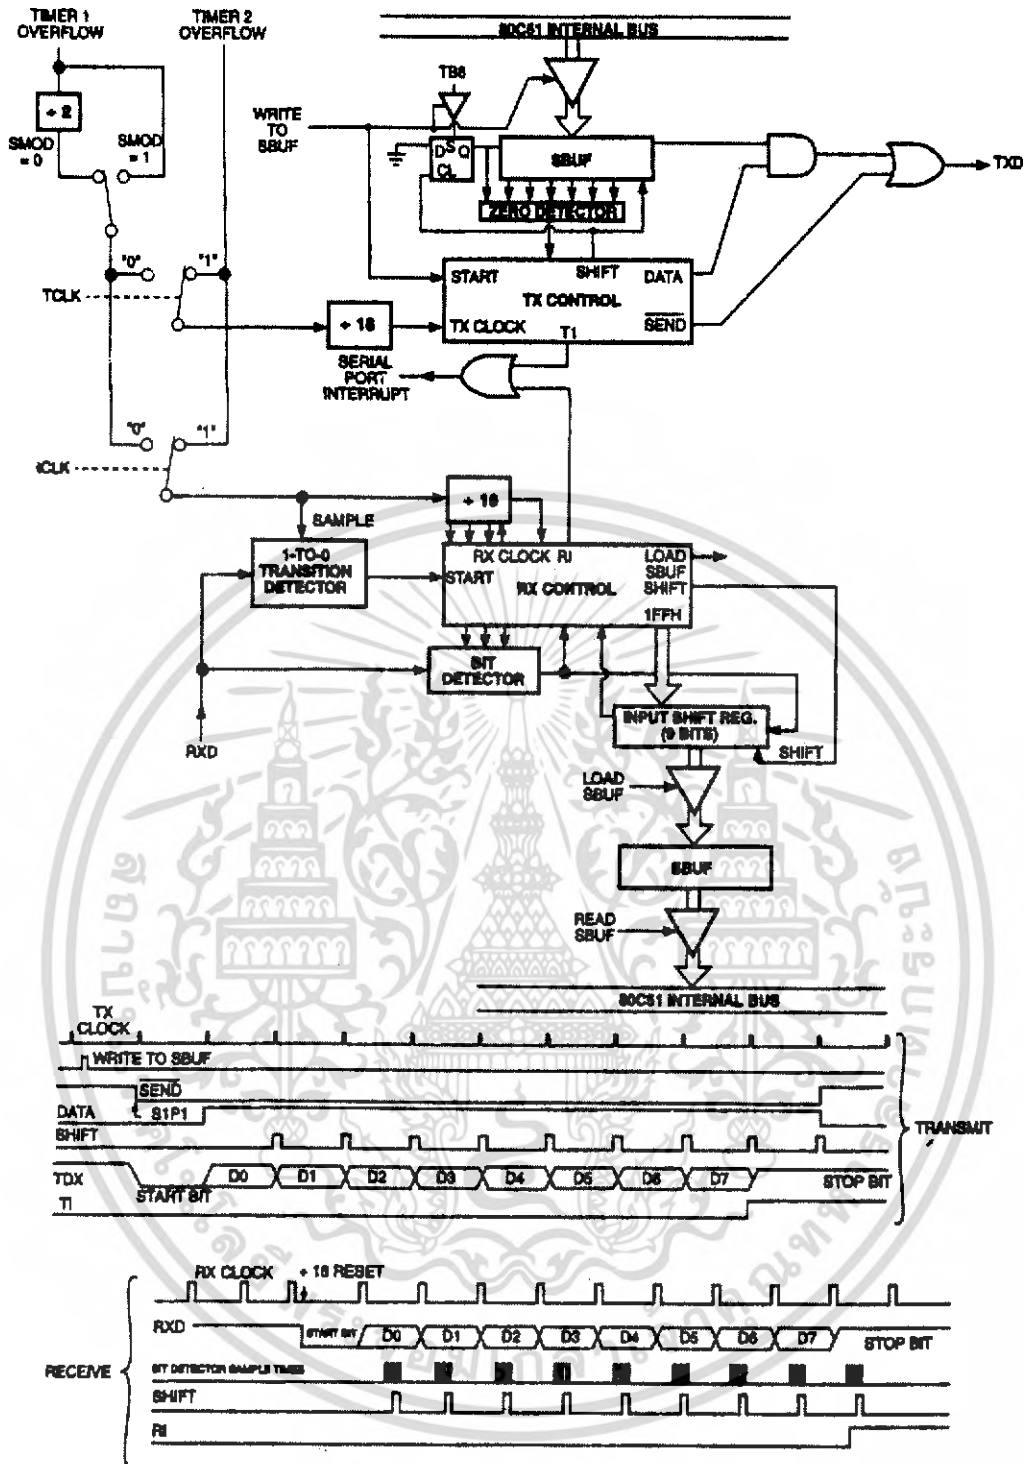 TIMER 1
OVERFLOW
TIMER 2
OVERFLOW
80C51 INTERNAL BUS
TB8
WRITE
TO
SBUF
÷ 2
SMOD
= 0
SMOD
= 1
D S Q
CL
SBUF
ZERO DETECTOR
TXD
"0"
"1"
TCLK
START
SHIFT
DATA
TX CONTROL
TX CLOCK
T1
SEND
÷ 16
SERIAL
PORT
INTERRUPT
"0"
"1"
RCLK
SAMPLE
÷ 16
1-TO-0
TRANSITION
DETECTOR
RX CLOCK RI
START
RX CONTROL
LOAD
SBUF
SHIFT
1FFH
BIT
DETECTOR
RXD
INPUT SHIFT REG.
(9 BITS)
SHIFT
LOAD
SBUF
SBUF
READ
SBUF
80C51 INTERNAL BUS
TX
CLOCK
WRITE TO SBUF
SEND
DATA
S1P1
SHIFT
TRANSMIT
TDX
START BIT
D0 D1 D2 D3 D4 D5 D6 D7
STOP BIT
TI
RX CLOCK
÷ 16 RESET
RXD
START BIT
D0 D1 D2 D3 D4 D5 D6 D7
STOP BIT
RECEIVE
BIT DETECTOR SAMPLE TIMES
SHIFT
RI